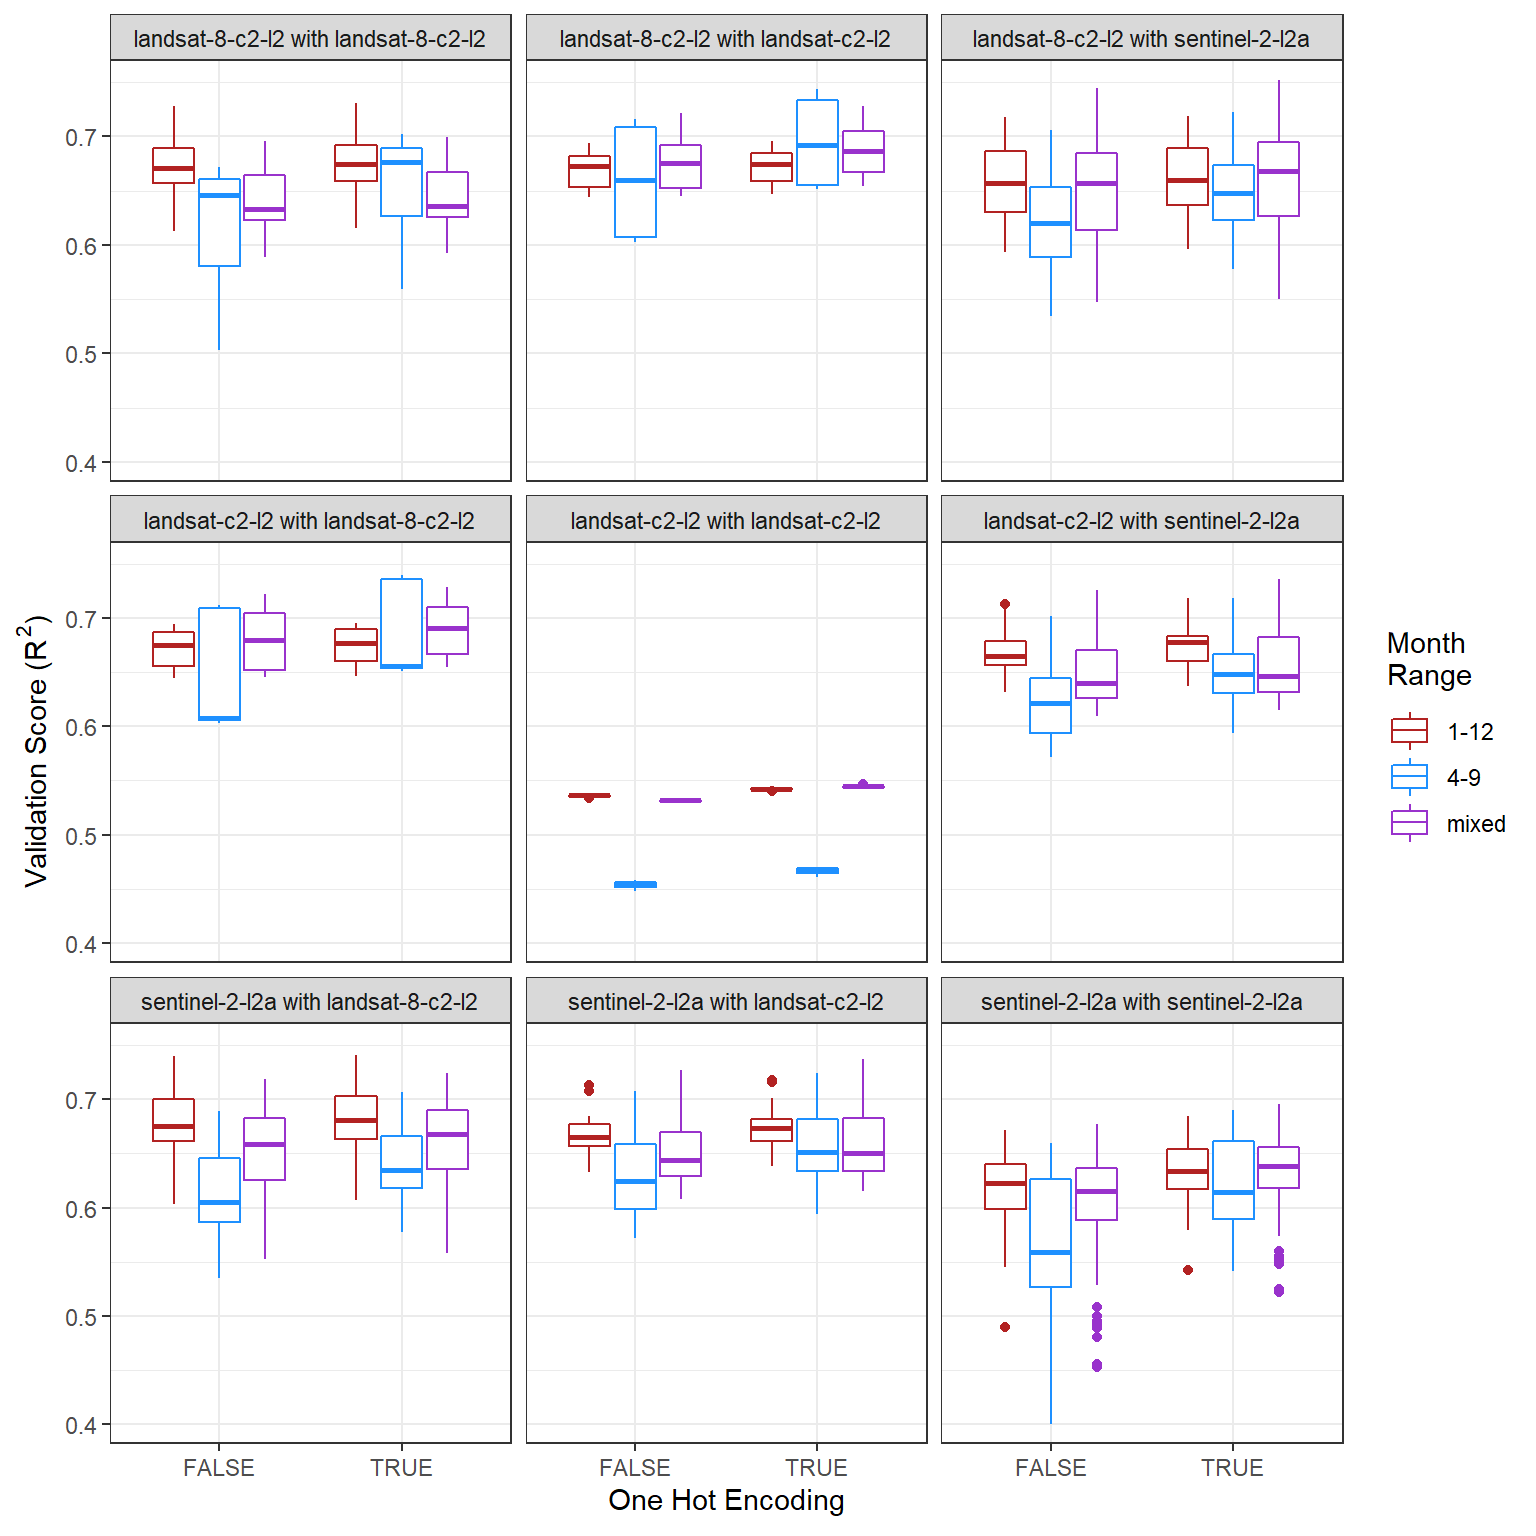 landsat-8-c2-l2 with landsat-8-c2-l2
landsat-8-c2-l2 with landsat-c2-l2
landsat-8-c2-l2 with sentinel-2-l2a
0.7
0.6
0.5
0.4
landsat-c2-l2 with landsat-8-c2-l2
landsat-c2-l2 with landsat-c2-l2
landsat-c2-l2 with sentinel-2-l2a
0.7
0.6
0.5
0.4
sentinel-2-l2a with landsat-8-c2-l2
sentinel-2-l2a with landsat-c2-l2
sentinel-2-l2a with sentinel-2-l2a
0.7
0.6
0.5
0.4
FALSE
TRUE
FALSE
TRUE
FALSE
TRUE
One Hot Encoding
Validation Score (R²)
Month
Range
1-12
4-9
mixed